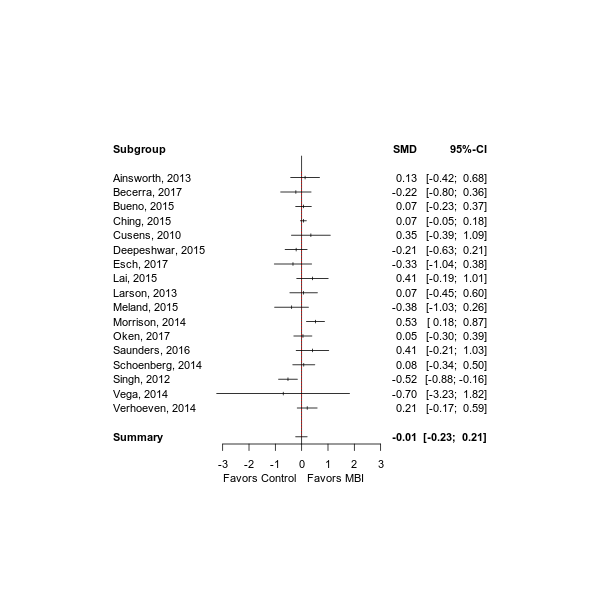 Subgroup SMD 95%-CI
Ainsworth, 2013 0.13 [-0.42; 0.68]
Becerra, 2017 -0.22 [-0.80; 0.36]
Bueno, 2015 0.07 [-0.23; 0.37]
Ching, 2015 0.07 [-0.05; 0.18]
Cusens, 2010 0.35 [-0.39; 1.09]
Deepeshwar, 2015 -0.21 [-0.63; 0.21]
Esch, 2017 -0.33 [-1.04; 0.38]
Lai, 2015 0.41 [-0.19; 1.01]
Larson, 2013 0.07 [-0.45; 0.60]
Meland, 2015 -0.38 [-1.03; 0.26]
Morrison, 2014 0.53 [ 0.18; 0.87]
Oken, 2017 0.05 [-0.30; 0.39]
Saunders, 2016 0.41 [-0.21; 1.03]
Schoenberg, 2014 0.08 [-0.34; 0.50]
Singh, 2012 -0.52 [-0.88; -0.16]
Vega, 2014 -0.70 [-3.23; 1.82]
Verhoeven, 2014 0.21 [-0.17; 0.59]
Summary -0.01 [-0.23; 0.21]
-3 -2 -1 0 1 2 3
Favors Control Favors MBI